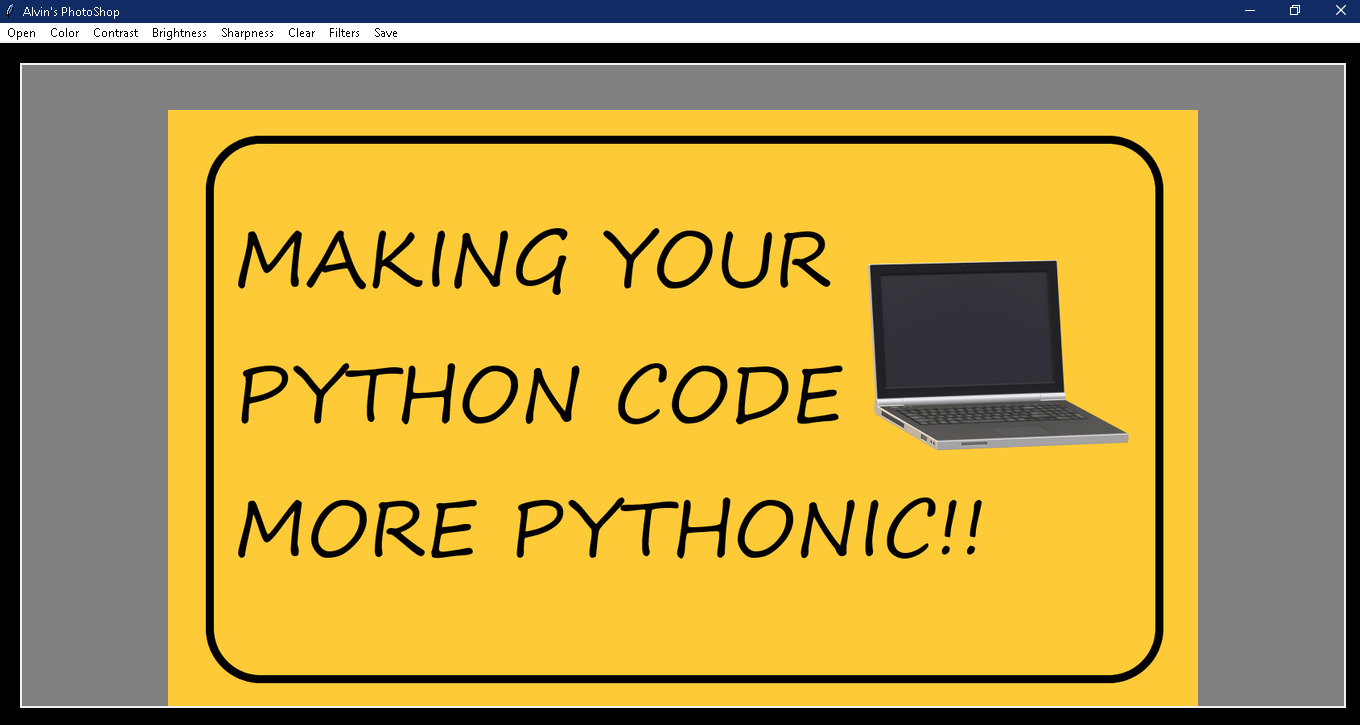 Alvin's PhotoShop
Open Color Contrast Brightness Sharpness Clear Filters Save
MAKING YOUR
PYTHON CODE
MORE PYTHONIC!!